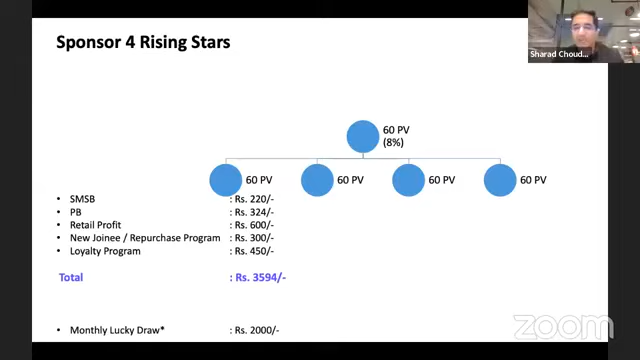 Sponsor 4 Rising Stars
Sharad Choud...
60 PV
(8%)
60 PV
60 PV
60 PV
60 PV
• SMSB : Rs. 220/-
• PB : Rs. 324/-
• Retail Profit : Rs. 600/-
• New Joinee / Repurchase Program : Rs. 300/-
• Loyalty Program : Rs. 450/-
Total : Rs. 3594/-
• Monthly Lucky Draw* : Rs. 2000/-
zoom